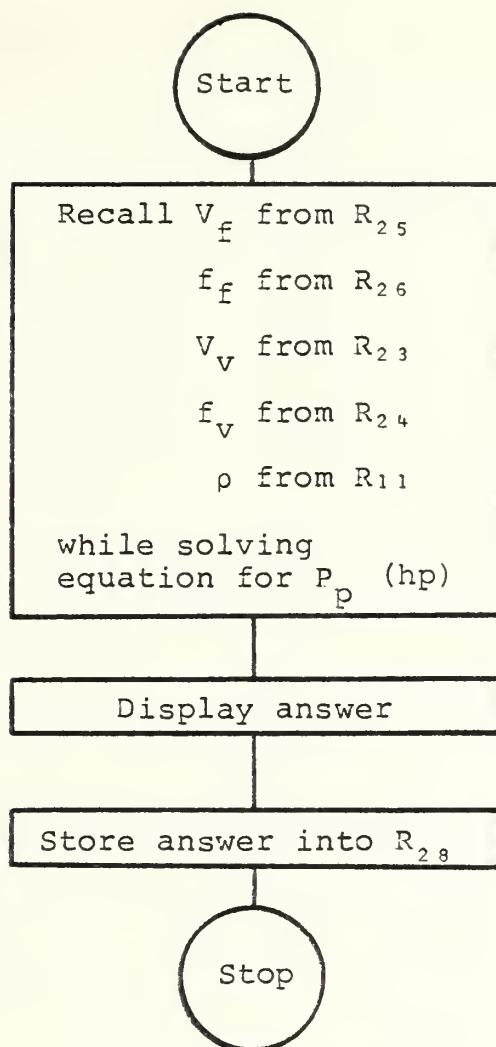 Start
Recall V_f from R_25
f_f from R_26
V_v from R_23
f_v from R_24
ρ from R_11
while solving
equation for P_p (hp)
Display answer
Store answer into R_28
Stop